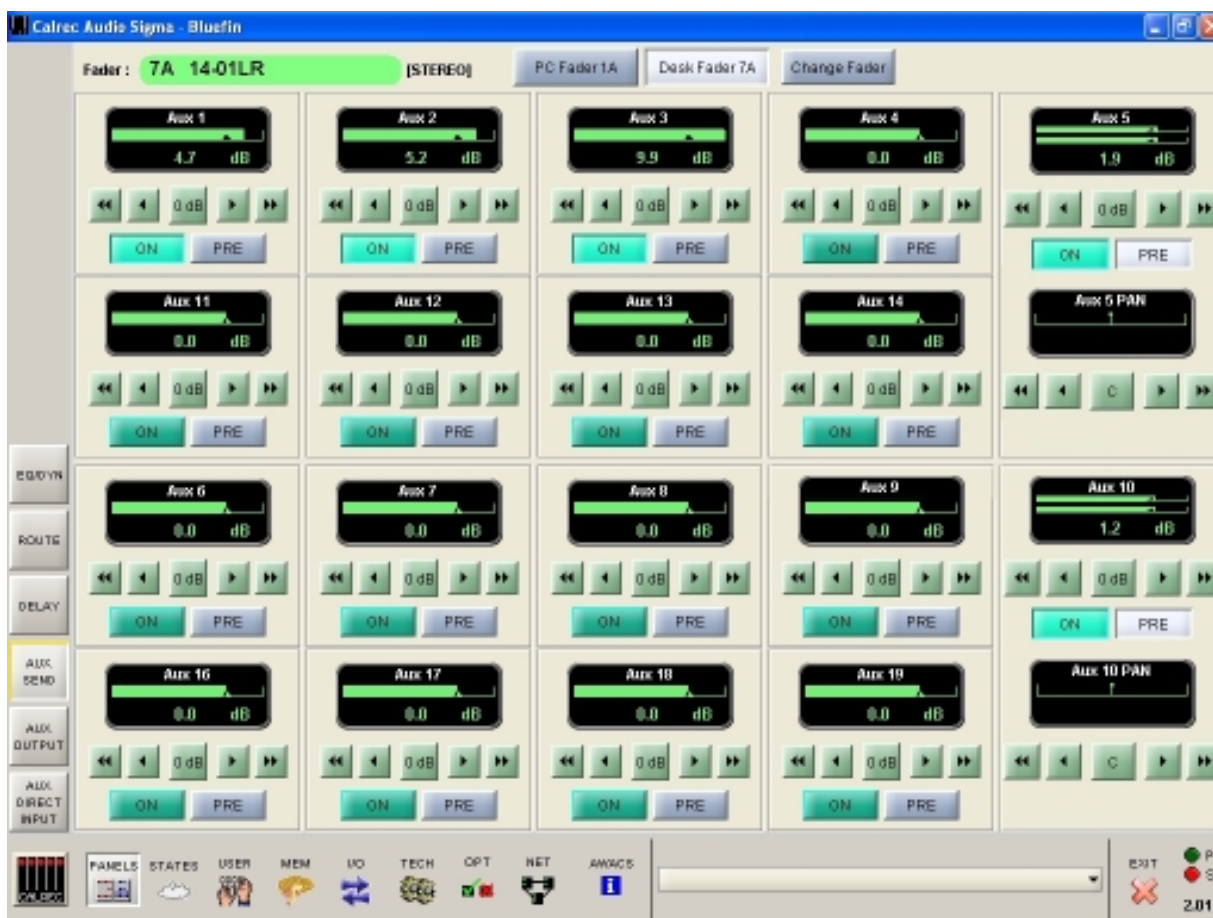 Calrec Audio Sigma - Bluefin
Fader : 7A 14-01LR [STEREO] PC Fader 1A Desk Fader 7A Change Fader
Aux 1 Aux 2 Aux 3 Aux 4 Aux 5
4.7 dB 5.2 dB 9.9 dB 0.0 dB 1.9 dB
0 dB 0 dB 0 dB 0 dB 0 dB
ON PRE ON PRE ON PRE ON PRE ON PRE
Aux 11 Aux 12 Aux 13 Aux 14 Aux 5 PAN
0.0 dB 0.0 dB 0.0 dB 0.0 dB
0 dB 0 dB 0 dB 0 dB C
ON PRE ON PRE ON PRE ON PRE
EQ/DYN
Aux 6 Aux 7 Aux 8 Aux 9 Aux 10
0.0 dB 0.0 dB 0.0 dB 0.0 dB 1.2 dB
ROUTE
0 dB 0 dB 0 dB 0 dB 0 dB
DELAY
ON PRE ON PRE ON PRE ON PRE ON PRE
AUX
SEND
Aux 16 Aux 17 Aux 18 Aux 19 Aux 10 PAN
0.0 dB 0.0 dB 0.0 dB 0.0 dB
AUX
OUTPUT
0 dB 0 dB 0 dB 0 dB C
AUX
DIRECT
INPUT
ON PRE ON PRE ON PRE ON PRE
CALREC PANELS STATES USER MEM I/O TECH OPT NET AWACS EXIT P
S
2.01